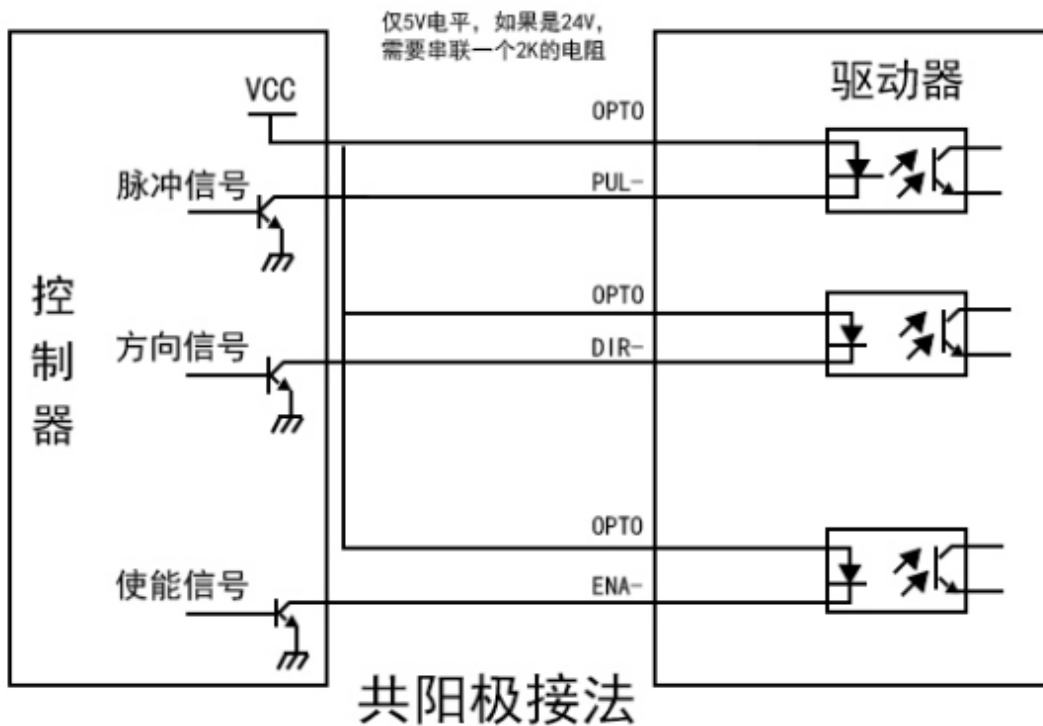 仅5V电平，如果是24V，
需要串联一个2K的电阻
VCC
OPTO
驱动器
脉冲信号
PUL-
控制器
OPTO
方向信号
DIR-
OPTO
使能信号
ENA-
共阳极接法